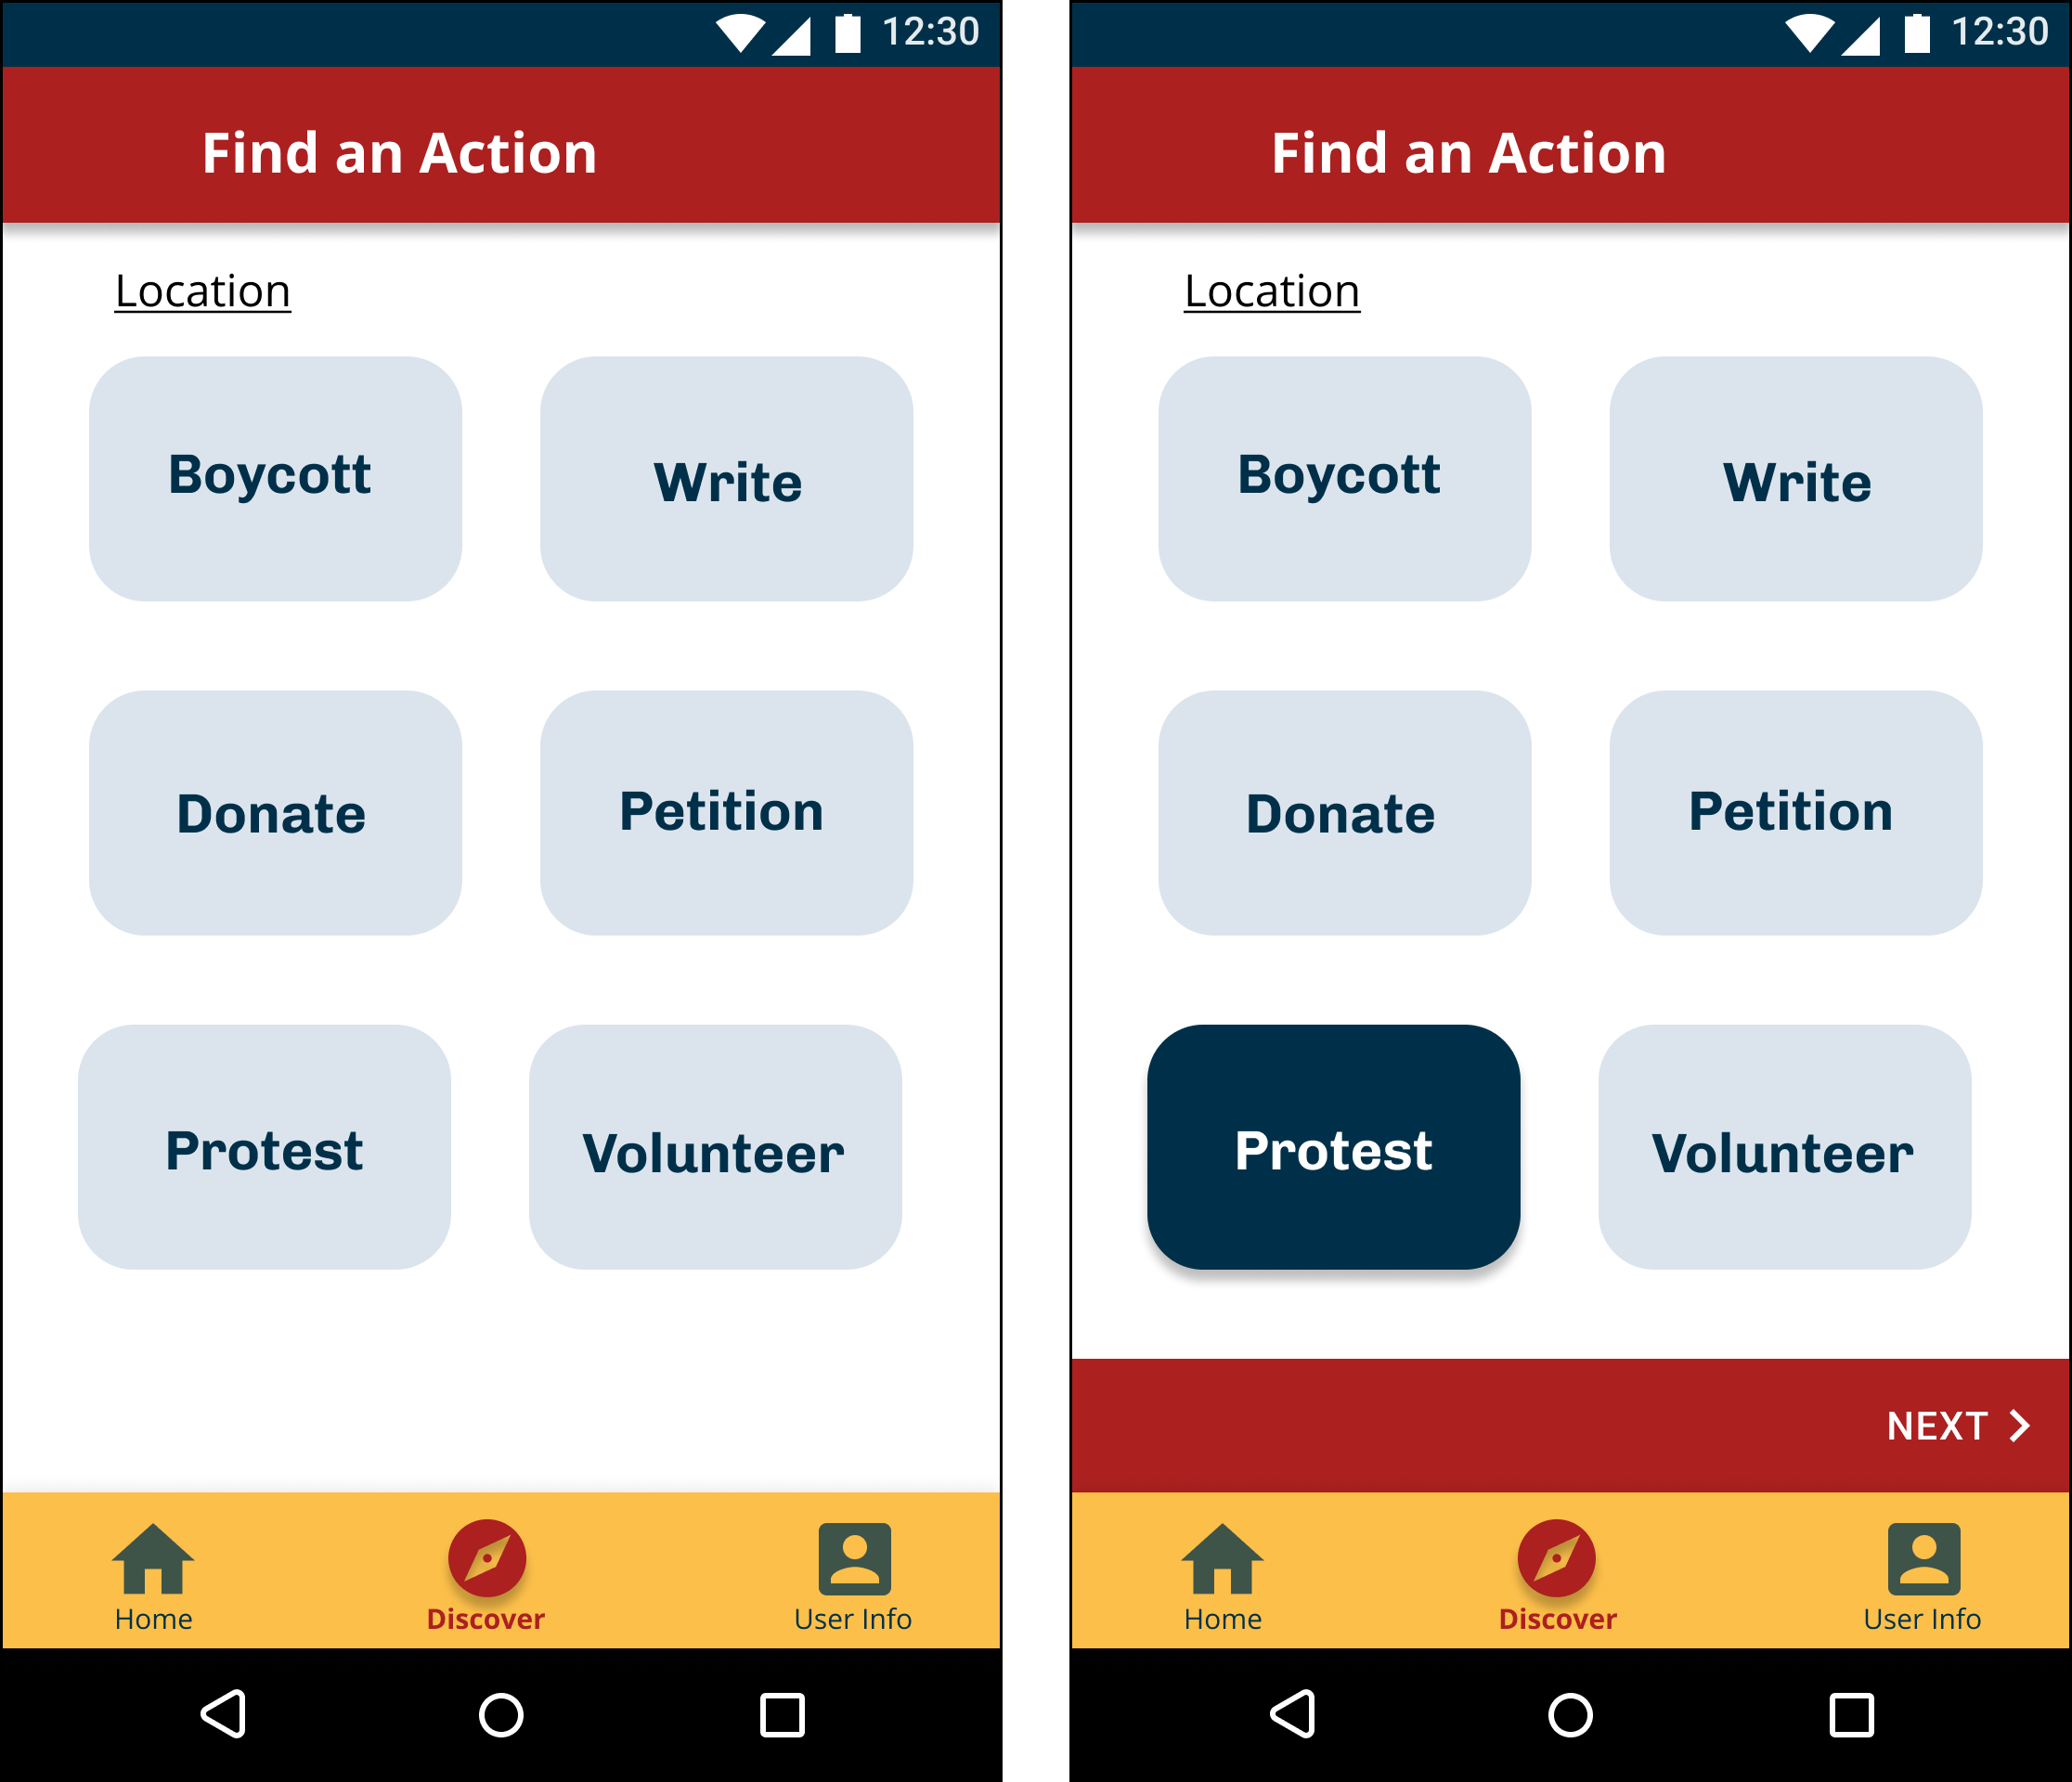 12:30
Find an Action
Location
Boycott Write
Donate Petition
Protest Volunteer
Home Discover User Info
12:30
Find an Action
Location
Boycott Write
Donate Petition
Protest Volunteer
NEXT
Home Discover User Info